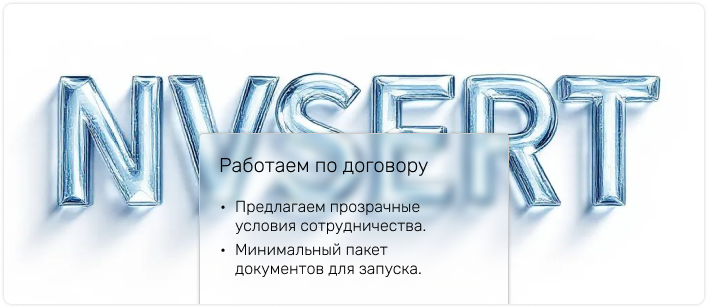 NVSERT
Работаем по договору
• Предлагаем прозрачные
условия сотрудничества.
• Минимальный пакет
документов для запуска.